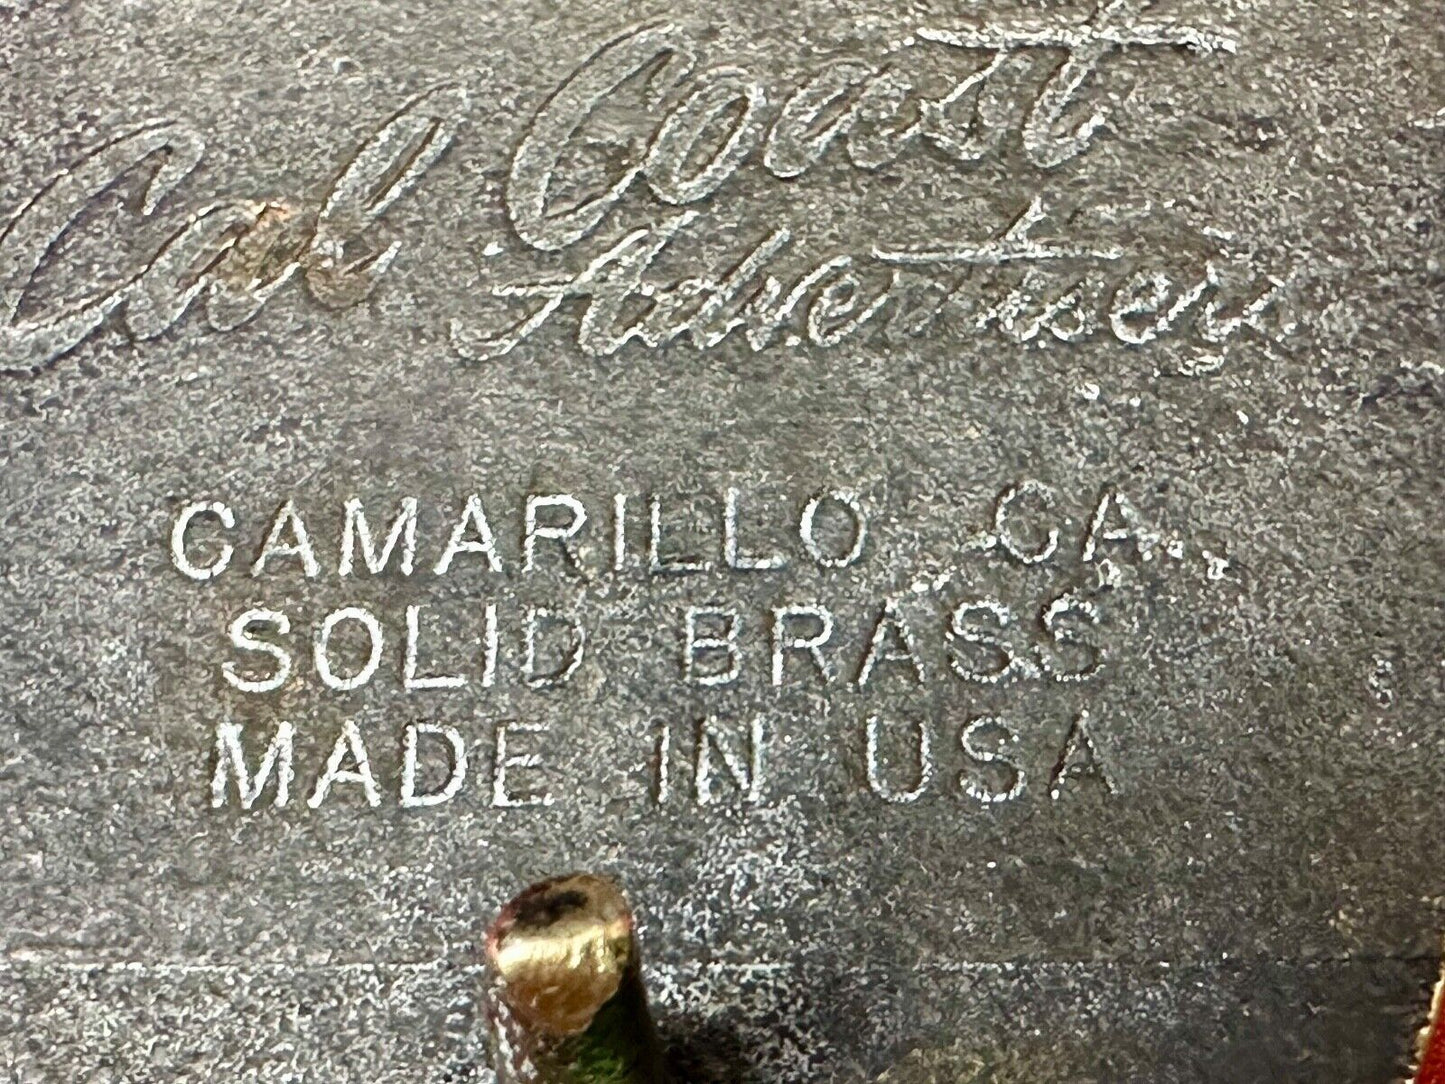 Cal Coast
Advertisers
CAMARILLO, CA.
SOLID BRASS
MADE IN USA